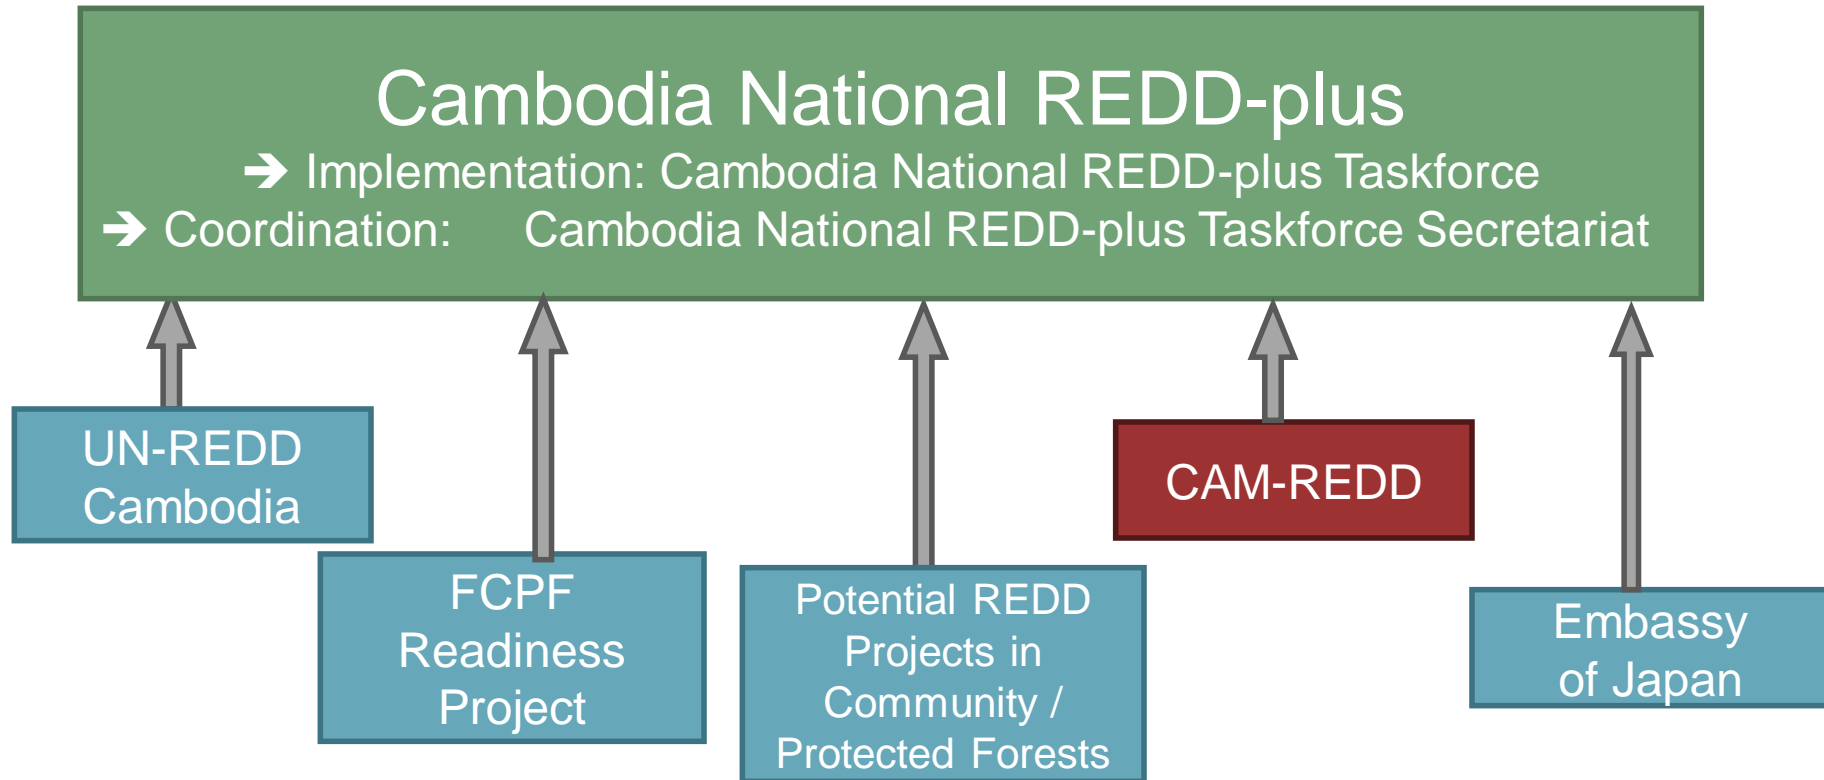 Cambodia National REDD-plus
➔ Implementation: Cambodia National REDD-plus Taskforce
➔ Coordination: Cambodia National REDD-plus Taskforce Secretariat
UN-REDD
Cambodia
FCPF
Readiness
Project
Potential REDD
Projects in
Community /
Protected Forests
CAM-REDD
Embassy
of Japan